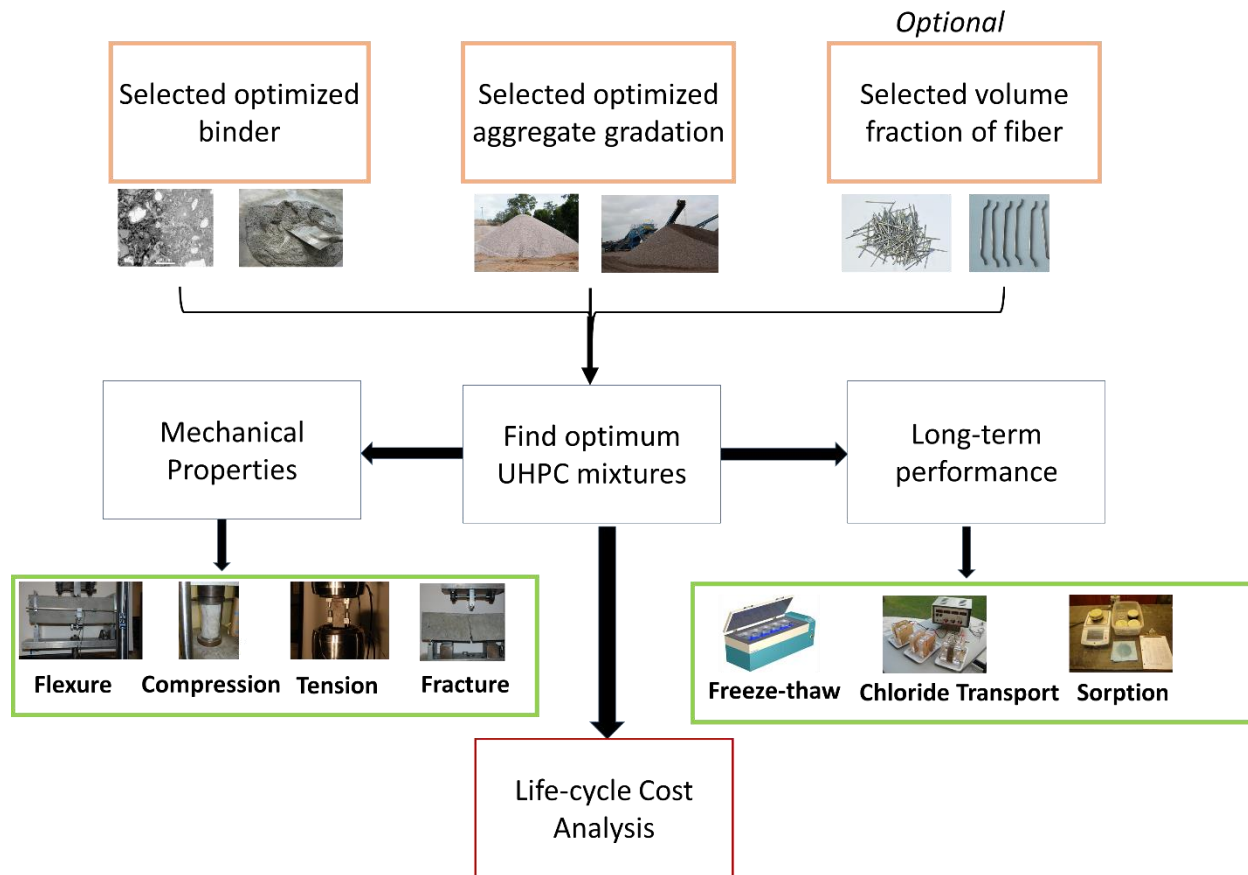 Optional
Selected optimized
binder
Selected optimized
aggregate gradation
Selected volume
fraction of fiber
Mechanical
Properties
Find optimum
UHPC mixtures
Long-term
performance
Flexure
Compression
Tension
Fracture
Freeze-thaw
Chloride Transport
Sorption
Life-cycle Cost
Analysis